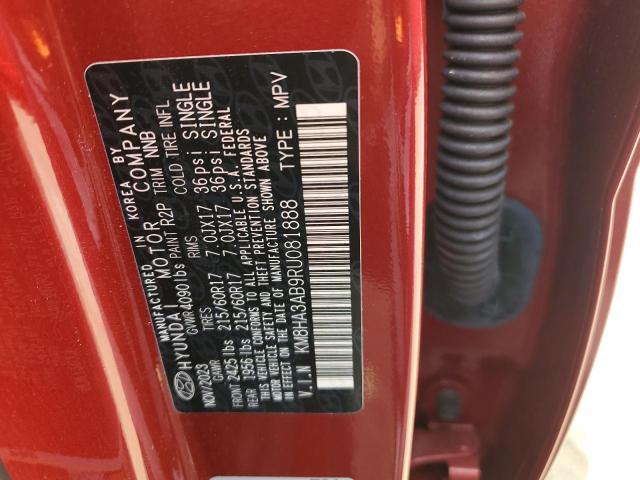 MANUFACTURED IN KOREA BY
HYUNDAI MOTOR COMPANY
NOV/2023 GVWR 4090 lbs PAINT R2P TRIM NNB
GAWR TIRES RIMS COLD TIRE INFL
FRONT 2425 lbs 215/60R17 7.0JX17 36psi SINGLE
REAR 1956 lbs 215/60R17 7.0JX17 36psi SINGLE
THIS VEHICLE CONFORMS TO ALL APPLICABLE U.S.A. FEDERAL
MOTOR VEHICLE SAFETY, BUMPER, AND THEFT PREVENTION STANDARDS
IN EFFECT ON THE DATE OF MANUFACTURE SHOWN ABOVE
V.I.N KM8HA3AB9RU081888 TYPE : MPV